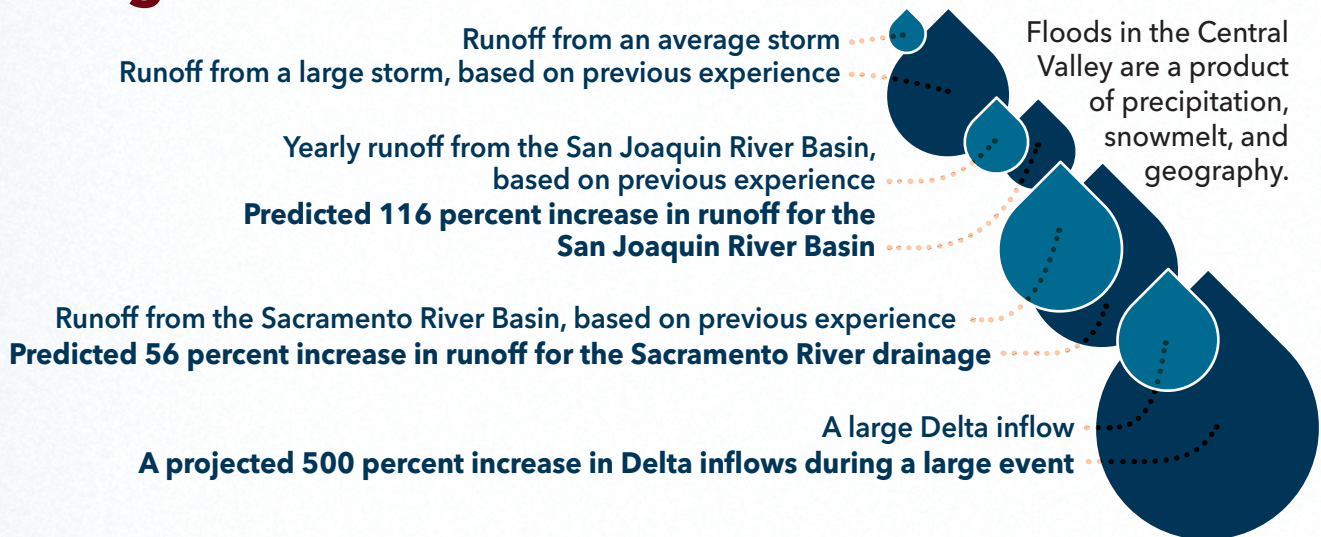 Runoff from an average storm
Runoff from a large storm, based on previous experience
Floods in the Central
Valley are a product
of precipitation,
snowmelt, and
geography.
Yearly runoff from the San Joaquin River Basin,
based on previous experience
Predicted 116 percent increase in runoff for the
San Joaquin River Basin
Runoff from the Sacramento River Basin, based on previous experience
Predicted 56 percent increase in runoff for the Sacramento River drainage
A large Delta inflow
A projected 500 percent increase in Delta inflows during a large event